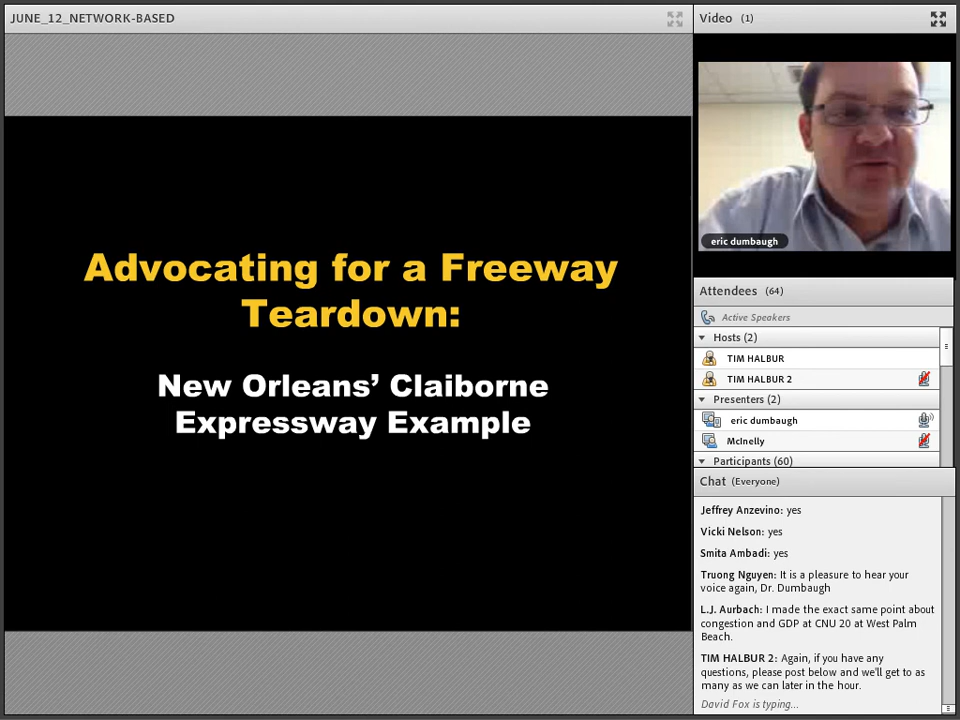 JUNE_12_NETWORK-BASED
Advocating for a Freeway
Teardown:
New Orleans’ Claiborne
Expressway Example
Video (1)
eric dumbaugh
Attendees (64)
Active Speakers
Hosts (2)
TIM HALBUR
TIM HALBUR 2
Presenters (2)
eric dumbaugh
McInelly
Participants (60)
Chat (Everyone)
Jeffrey Anzevino: yes
Vicki Nelson: yes
Smita Ambadi: yes
Truong Nguyen: It is a pleasure to hear your
voice again, Dr. Dumbaugh
L.J. Aurbach: I made the exact same point about
congestion and GDP at CNU 20 at West Palm
Beach.
TIM HALBUR 2: Again, if you have any
questions, please post below and we'll get to as
many as we can later in the hour.
David Fox is typing...